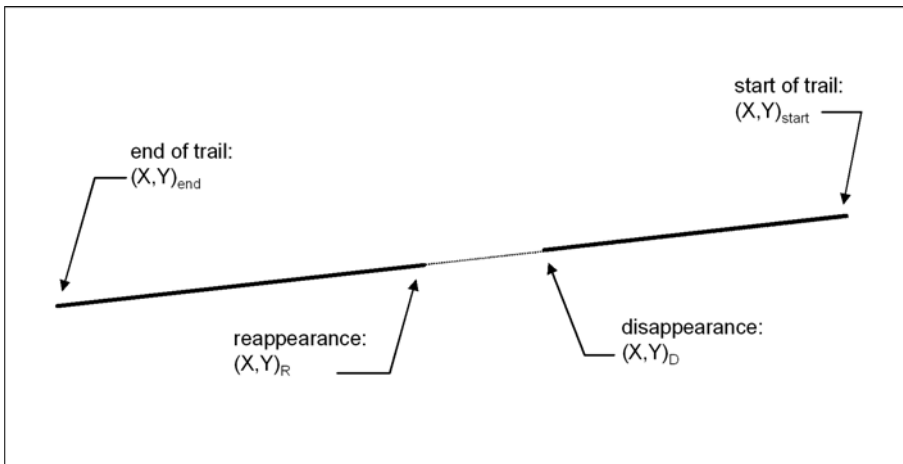 start of trail:
(X,Y)start
end of trail:
(X,Y)end
reappearance:
(X,Y)R
disappearance:
(X,Y)D